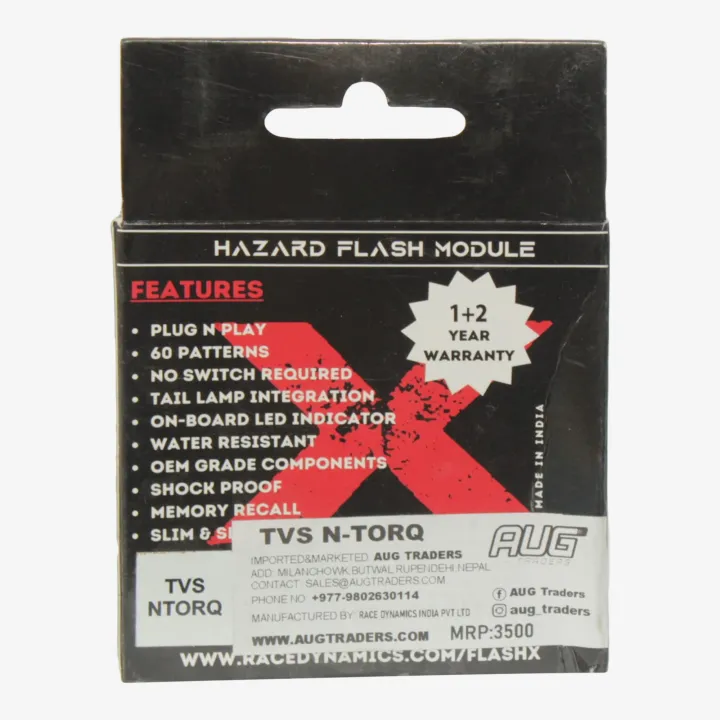 HAZARD FLASH MODULE
FEATURES
1+2
YEAR
WARRANTY
• PLUG N PLAY
• 60 PATTERNS
• NO SWITCH REQUIRED
• TAIL LAMP INTEGRATION
• ON-BOARD LED INDICATOR
• WATER RESISTANT
• OEM GRADE COMPONENTS
• SHOCK PROOF
• MEMORY RECALL
• SLIM &
MADE IN INDIA
TVS
NTORQ
TVS N-TORQ
AUG
TRADERS
IMPORTED&MARKETED: AUG TRADERS
ADD: MILANCHOWK BUTWAL RUPENDEHI,NEPAL
CONTACT: SALES@AUGTRADERS.COM
PHONE NO: +977-9802630114
MANUFACTURED BY: RACE DYNAMICS INDIA PVT LTD
AUG Traders
aug_traders
WWW.AUGTRADERS.COM MRP:3500
WWW.RACEDYNAMICS.COM/FLASHX